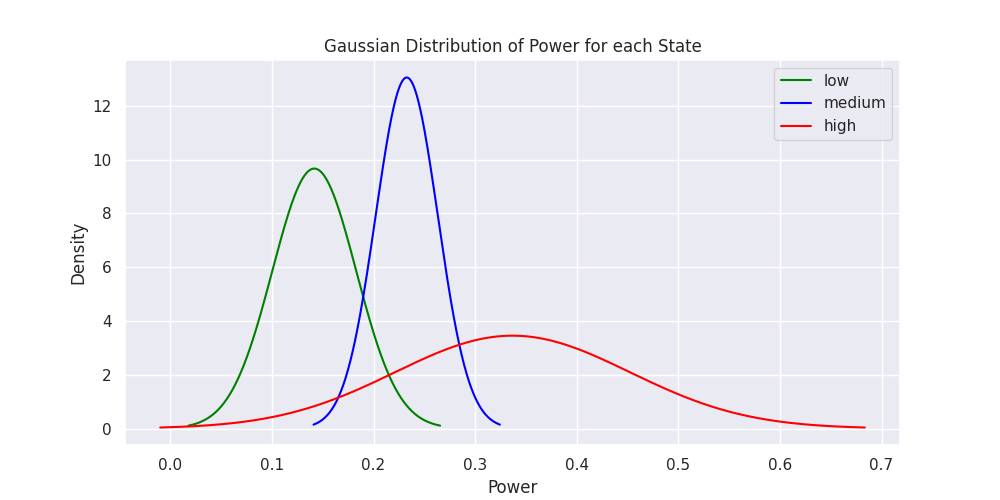 Gaussian Distribution of Power for each State
low
medium
high
Density
12
10
8
6
4
2
0
0.0 0.1 0.2 0.3 0.4 0.5 0.6 0.7
Power